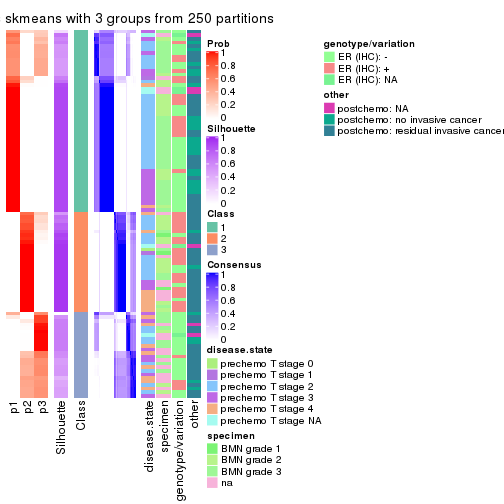 skmeans with 3 groups from 250 partitions
Prob
1
0.8
0.6
0.4
0.2
0
Silhouette
1
0.8
0.6
0.4
0.2
0
Class
1
2
3
Consensus
1
0.8
0.6
0.4
0.2
0
disease.state
prechemo T stage 0
prechemo T stage 1
prechemo T stage 2
prechemo T stage 3
prechemo T stage 4
prechemo T stage NA
specimen
BMN grade 1
BMN grade 2
BMN grade 3
na
genotype/variation
ER (IHC): -
ER (IHC): +
ER (IHC): NA
other
postchemo: NA
postchemo: no invasive cancer
postchemo: residual invasive cancer
p1
p2
p3
Silhouette
Class
disease.state
specimen
genotype/variation
other